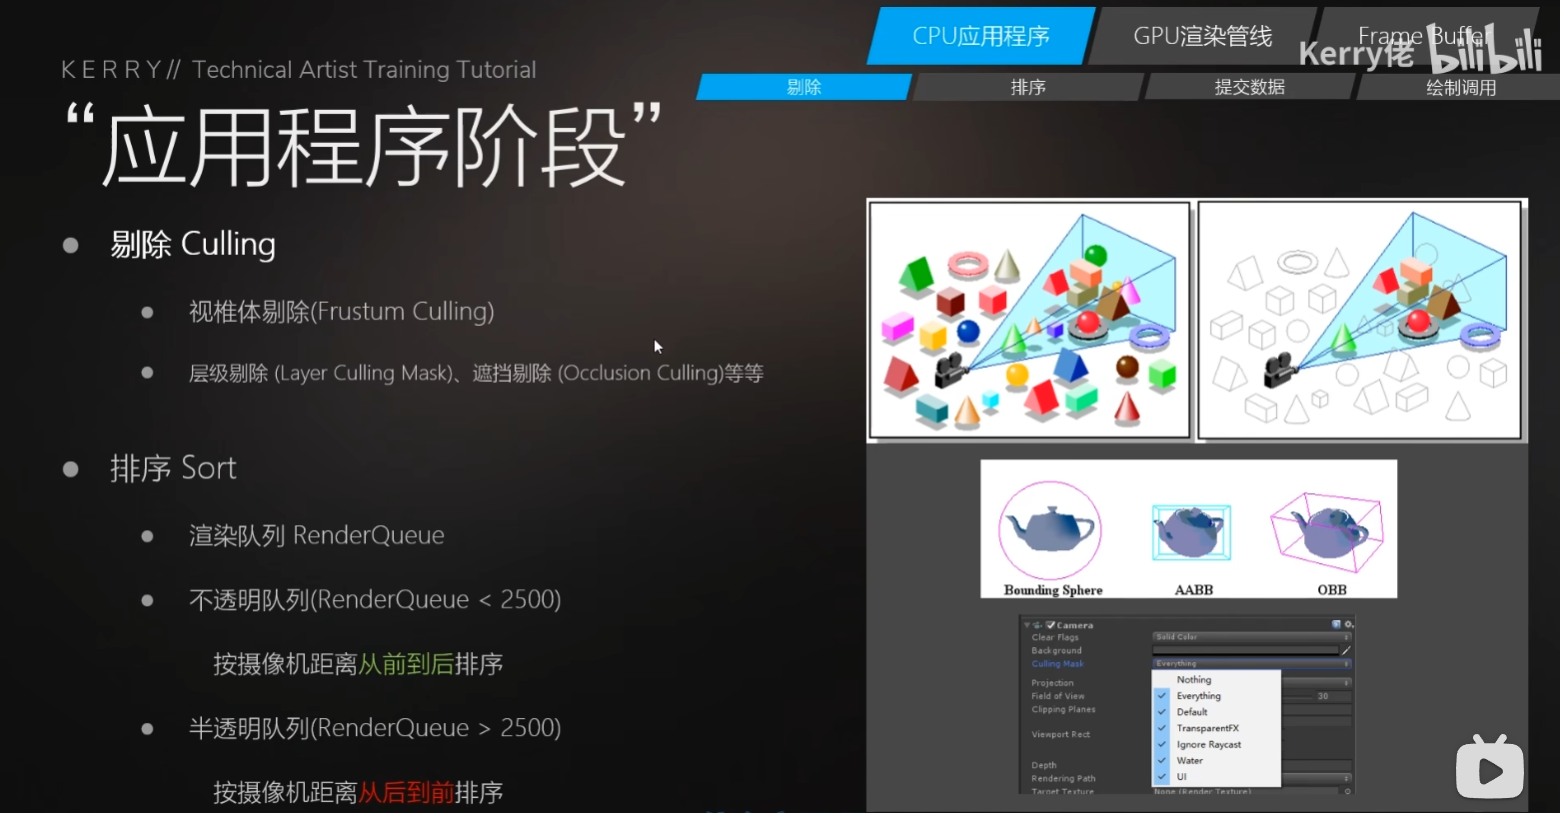 CPU应用程序
GPU渲染管线
Frame Buffer
Kerry佬 bilibili
剔除
排序
提交数据
绘制调用
KERRY// Technical Artist Training Tutorial
“应用程序阶段”
剔除 Culling
视椎体剔除(Frustum Culling)
层级剔除 (Layer Culling Mask)、遮挡剔除 (Occlusion Culling)等等
排序 Sort
渲染队列 RenderQueue
不透明队列(RenderQueue < 2500)
按摄像机距离从前到后排序
半透明队列(RenderQueue > 2500)
按摄像机距离从后到前排序
Bounding Sphere
AABB
OBB
Camera
Clear Flags
Solid Color
Background
Culling Mask
Everything
Nothing
Projection
Everything
Field of View
30
Default
Clipping Planes
TransparentFX
Viewport Rect
Ignore Raycast
Water
Depth
UI
Rendering Path
Target Texture
None (Render Texture)